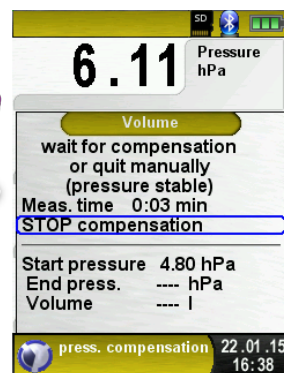 SD
6.11 Pressure
hPa
Volume
wait for compensation
or quit manually
(pressure stable)
Meas. time 0:03 min
STOP compensation
Start pressure 4.80 hPa
End press. ---- hPa
Volume ---- l
press. compensation 22.01.15
16:38